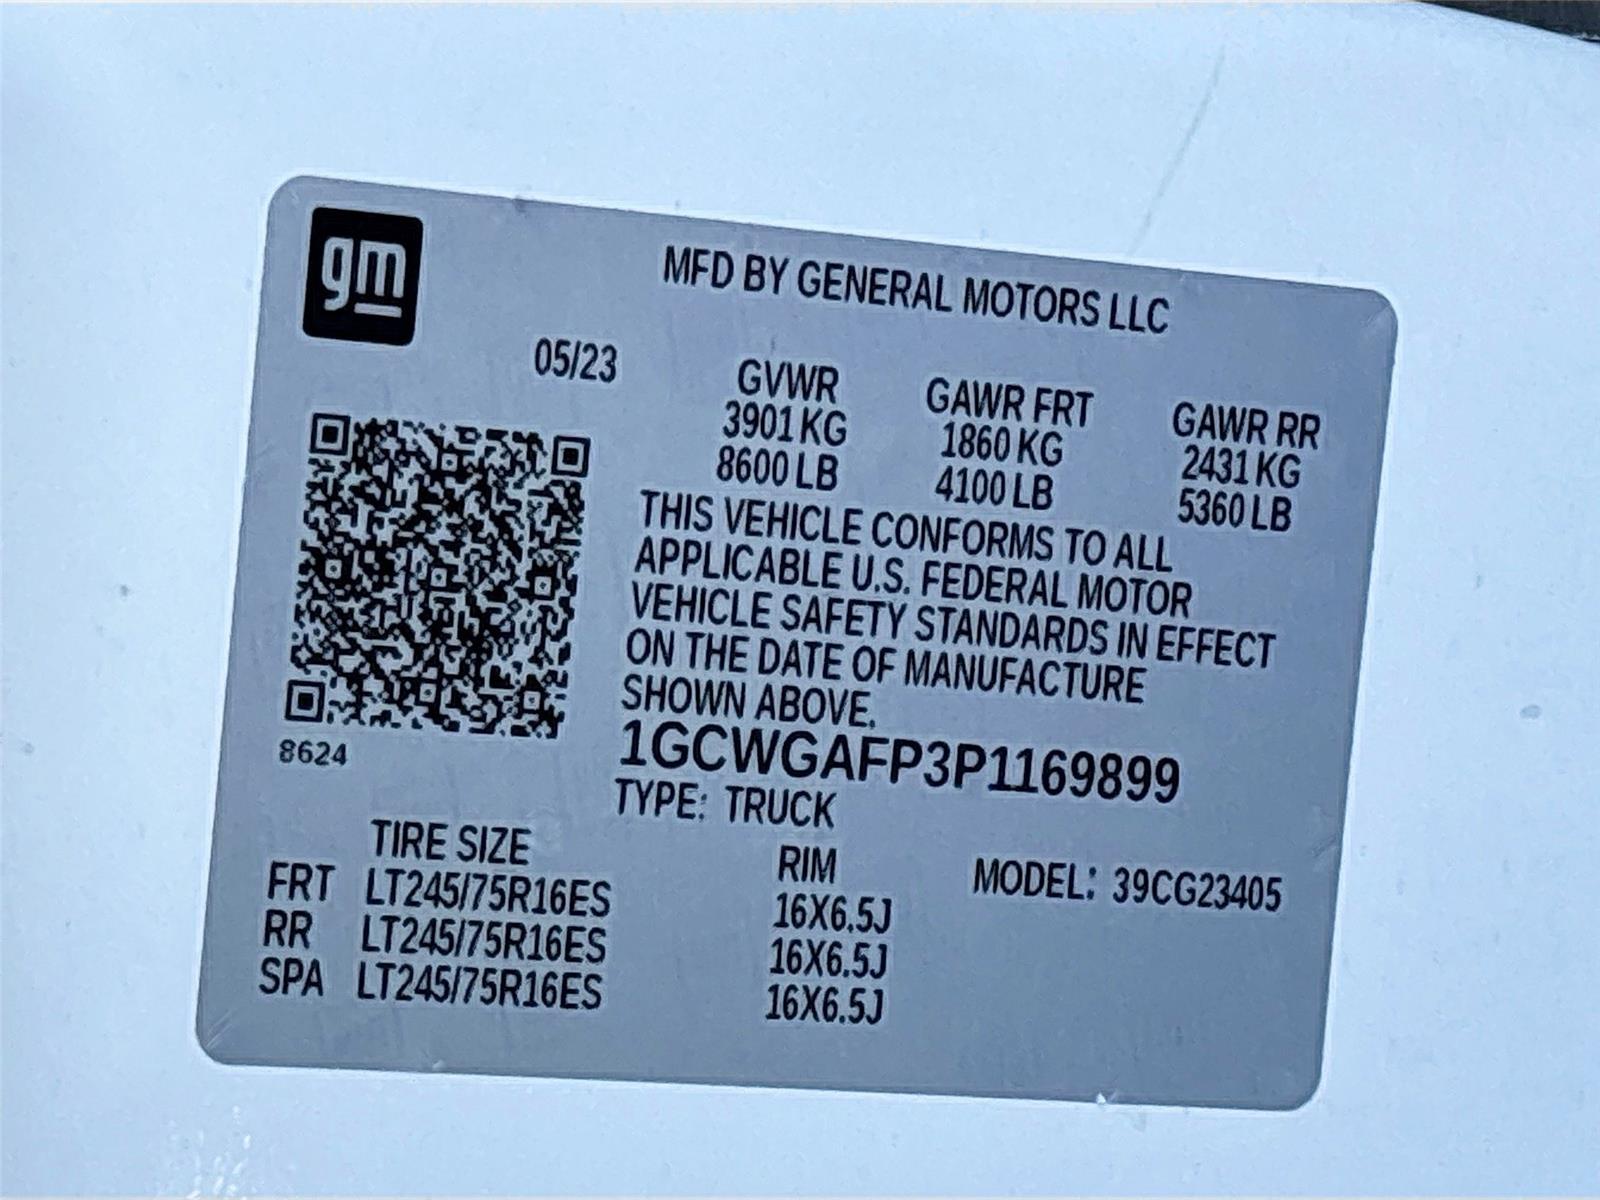 gm
MFD BY GENERAL MOTORS LLC
05/23
GVWR GAWR FRT GAWR RR
3901 KG 1860 KG 2431 KG
8600 LB 4100 LB 5360 LB
THIS VEHICLE CONFORMS TO ALL
APPLICABLE U.S. FEDERAL MOTOR
VEHICLE SAFETY STANDARDS IN EFFECT
ON THE DATE OF MANUFACTURE
SHOWN ABOVE.
8624
1GCWGAFP3P1169899
TYPE: TRUCK
TIRE SIZE RIM MODEL: 39CG23405
FRT LT245/75R16ES 16X6.5J
RR LT245/75R16ES 16X6.5J
SPA LT245/75R16ES 16X6.5J